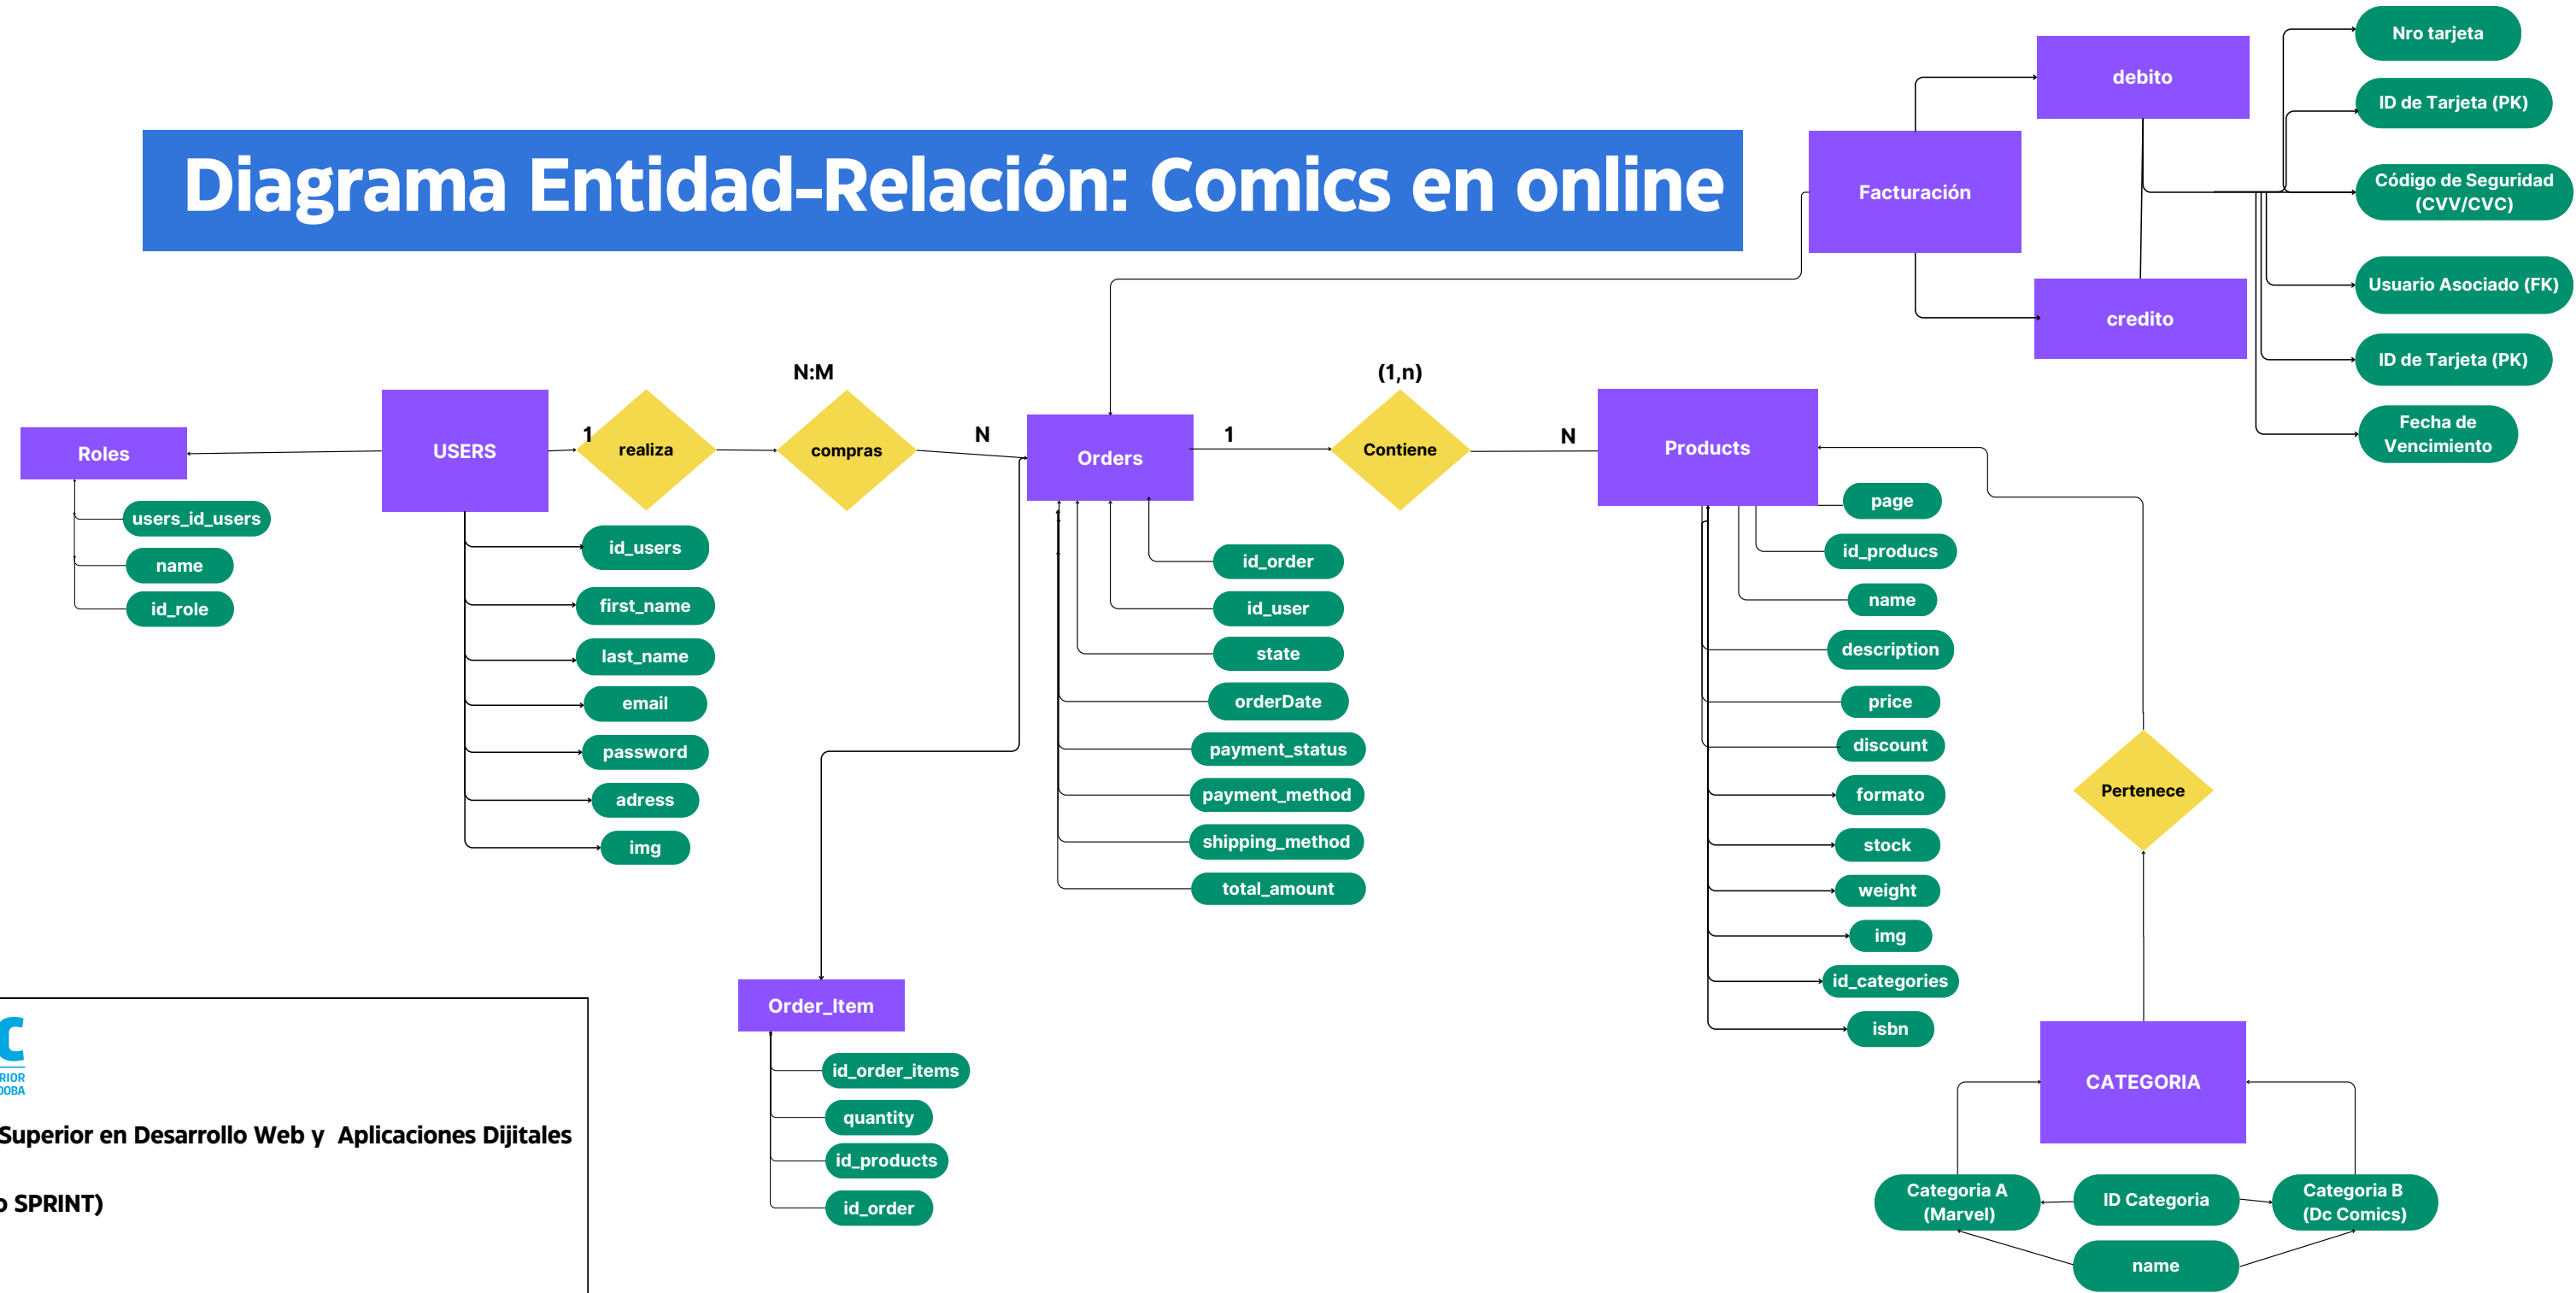 Diagrama Entidad-Relación: Comics en online
Nro tarjeta
debito
ID de Tarjeta (PK)
Código de Seguridad
(CVV/CVC)
Facturación
Usuario Asociado (FK)
credito
ID de Tarjeta (PK)
Fecha de
Vencimiento
N:M
(1,n)
Roles
USERS
1
realiza
compras
N
Orders
1
Contiene
N
Products
users_id_users
name
id_role
id_users
first_name
last_name
email
password
adress
img
id_order
id_user
state
orderDate
payment_status
payment_method
shipping_method
total_amount
page
id_producs
name
description
price
discount
formato
stock
weight
img
id_categories
isbn
Pertenece
Order_Item
id_order_items
quantity
id_products
id_order
CATEGORIA
Categoria A
(Marvel)
ID Categoria
Categoria B
(Dc Comics)
name
C
RIOR
DOBA
Superior en Desarrollo Web y Aplicaciones Dijitales
o SPRINT)